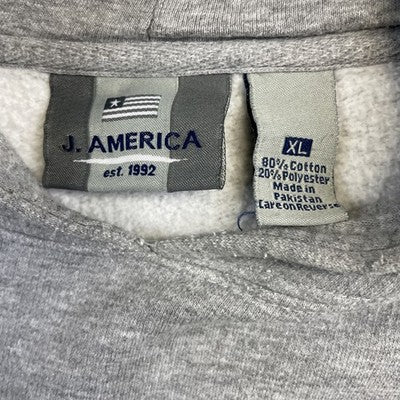 J. AMERICA
est. 1992
XL
80% Cotton
20% Polyester
Made in
Pakistan
Care on Reverse